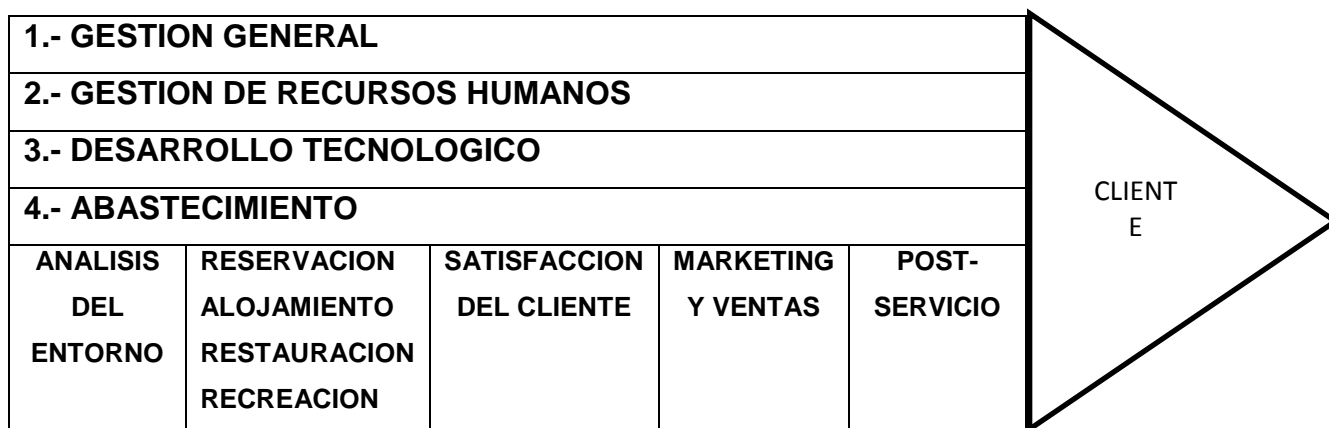 1.- GESTION GENERAL
2.- GESTION DE RECURSOS HUMANOS
3.- DESARROLLO TECNOLOGICO
4.- ABASTECIMIENTO
ANALISIS
DEL
ENTORNO
RESERVACION
ALOJAMIENTO
RESTAURACION
RECREACION
SATISFACCION
DEL CLIENTE
MARKETING
Y VENTAS
POST-
SERVICIO
CLIENT
E